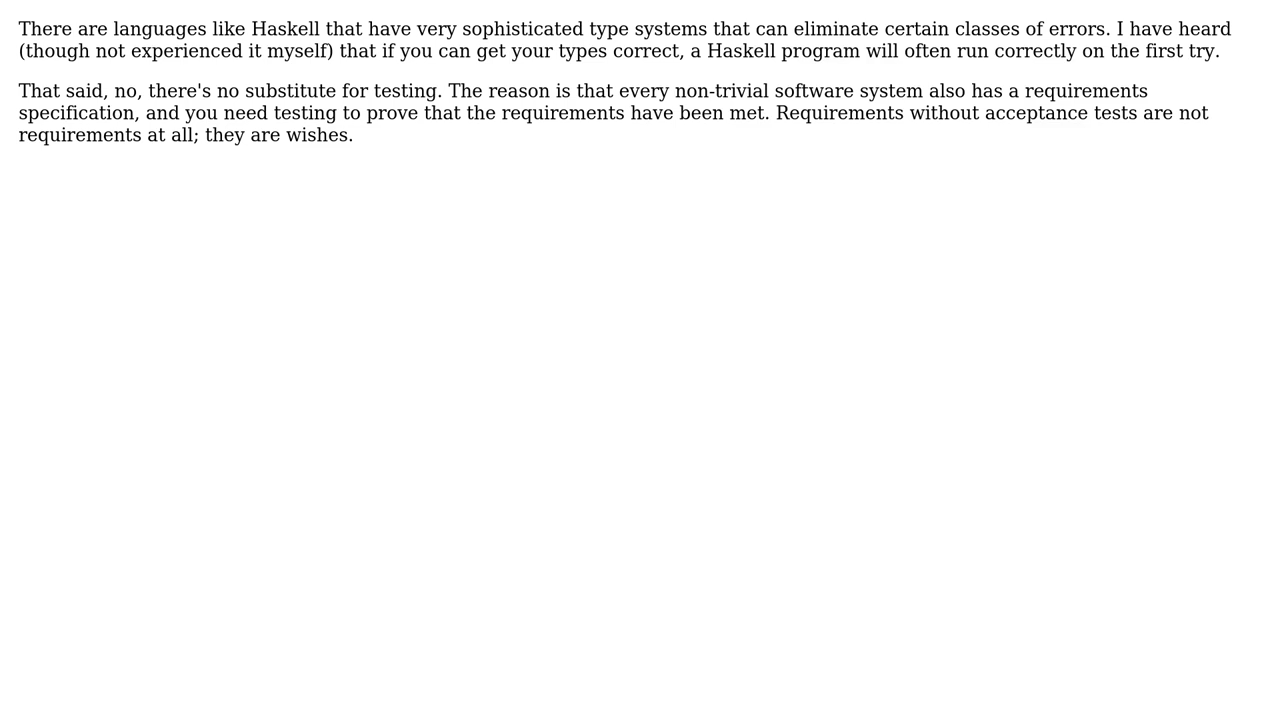 There are languages like Haskell that have very sophisticated type systems that can eliminate certain classes of errors. I have heard
(though not experienced it myself) that if you can get your types correct, a Haskell program will often run correctly on the first try.
That said, no, there's no substitute for testing. The reason is that every non-trivial software system also has a requirements
specification, and you need testing to prove that the requirements have been met. Requirements without acceptance tests are not
requirements at all; they are wishes.